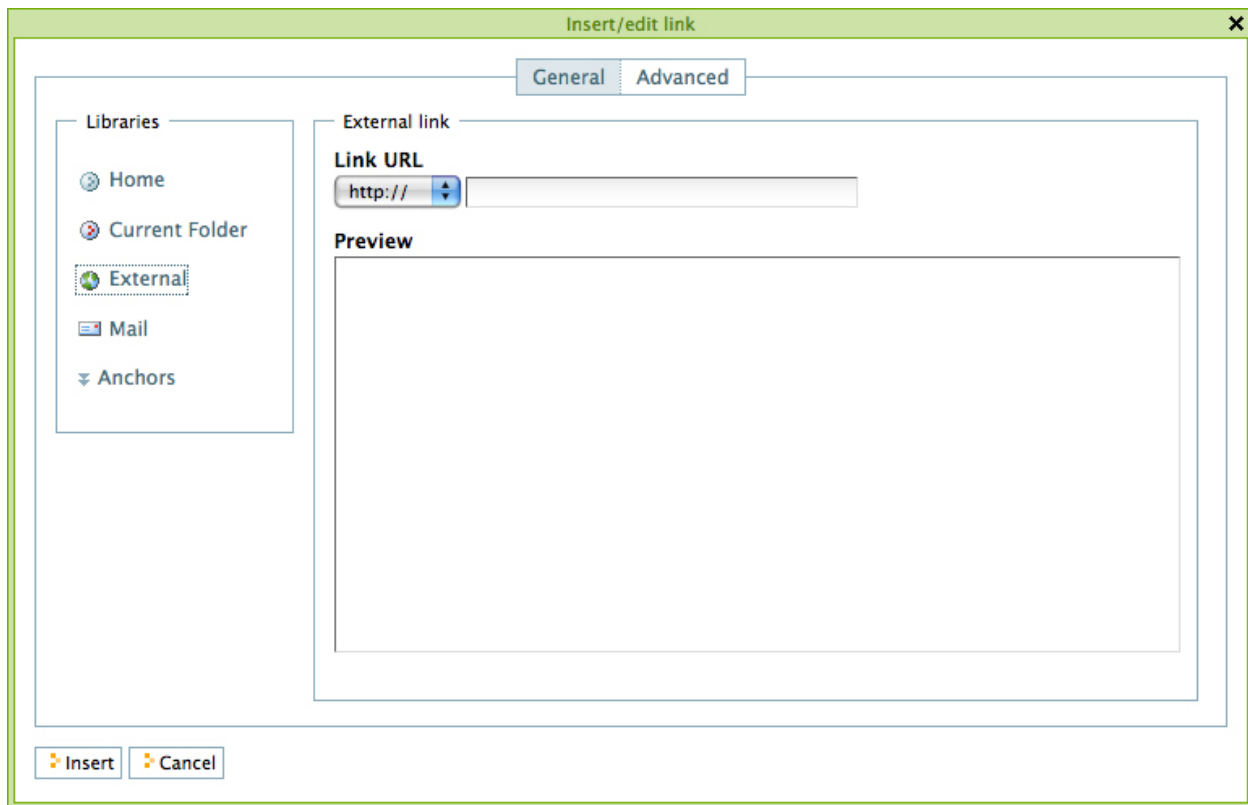 Insert/edit link
General Advanced
Libraries
Home
Current Folder
External
Mail
Anchors
External link
Link URL
http://
Preview
Insert Cancel